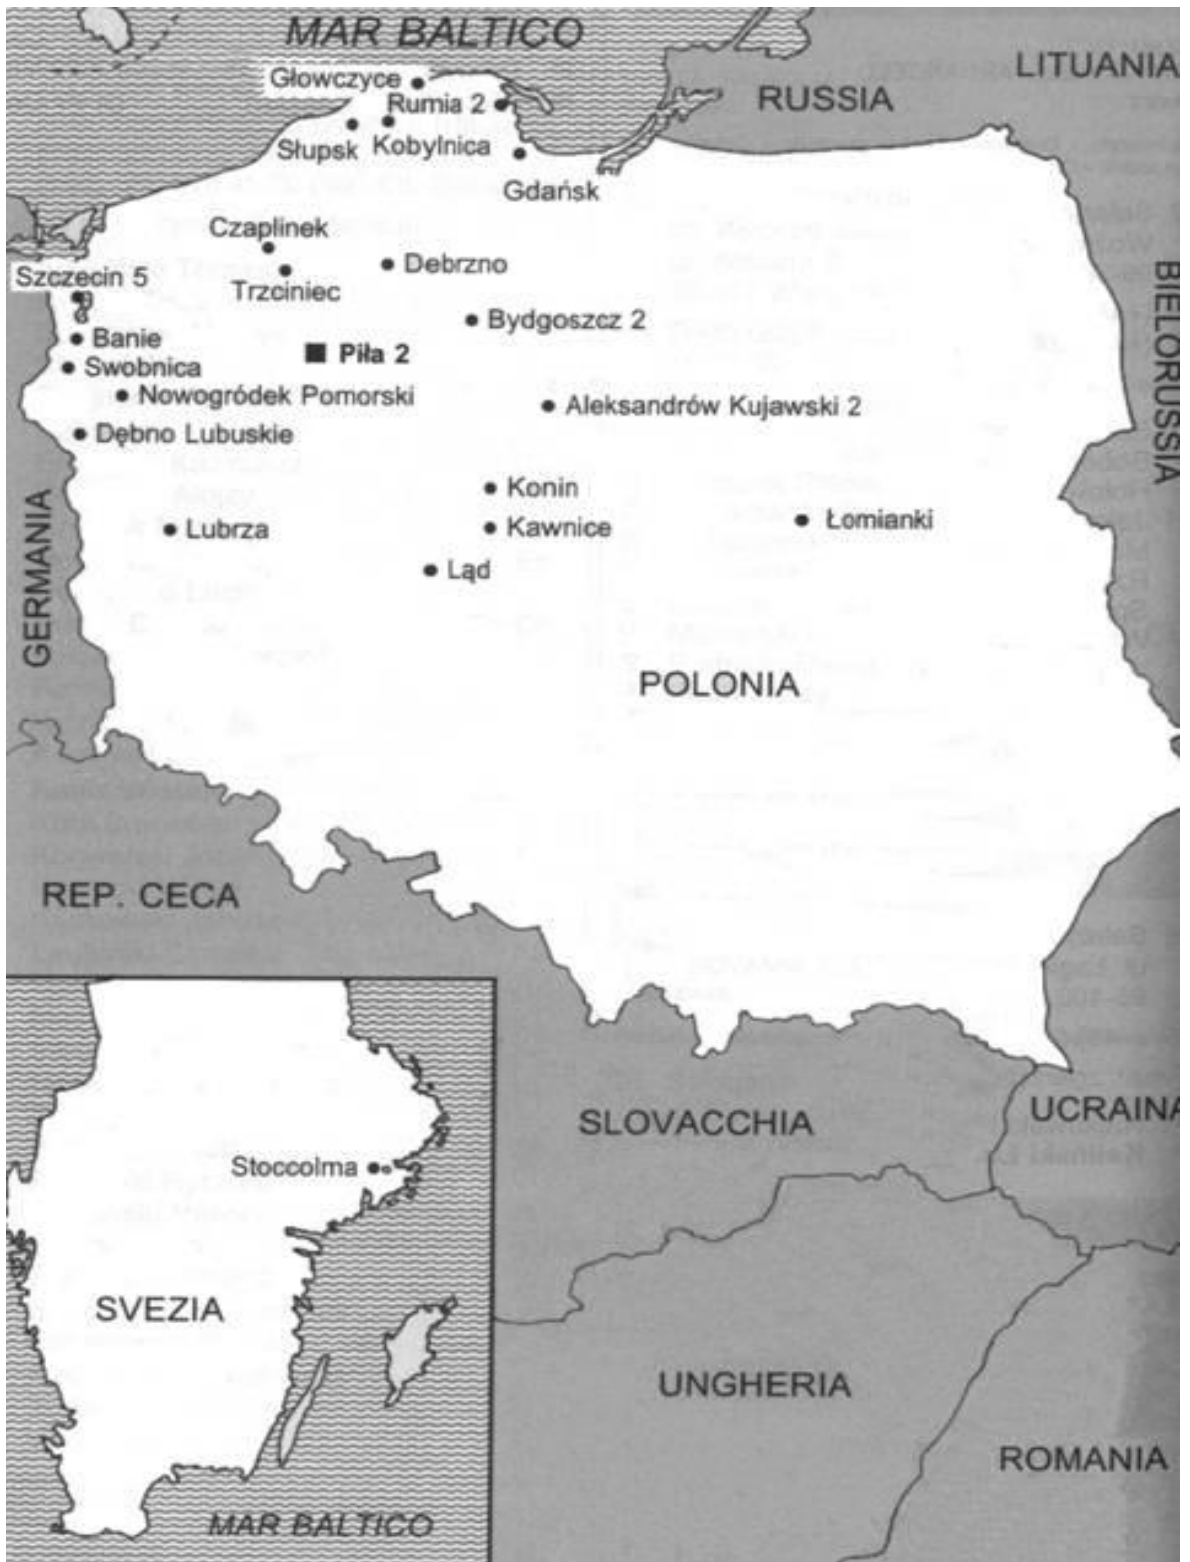 MAR BALTICO
LITUANIA
RUSSIA
Głowczyce
Rumia 2
Słupsk
Kobylnica
Gdańsk
BIELORUSSIA
Czaplinek
Trzciniec
Debrzno
Szczecin 5
Bydgoszcz 2
Banie
Piła 2
Swobnica
Nowogródek Pomorski
Aleksandrów Kujawski 2
Dębno Lubuskie
GERMANIA
Konin
Lubrza
Kawnice
Łomianki
Ląd
POLONIA
REP. CECA
SLOVACCHIA
UCRAINA
Stoccolma
SVEZIA
UNGHERIA
ROMANIA
MAR BALTICO